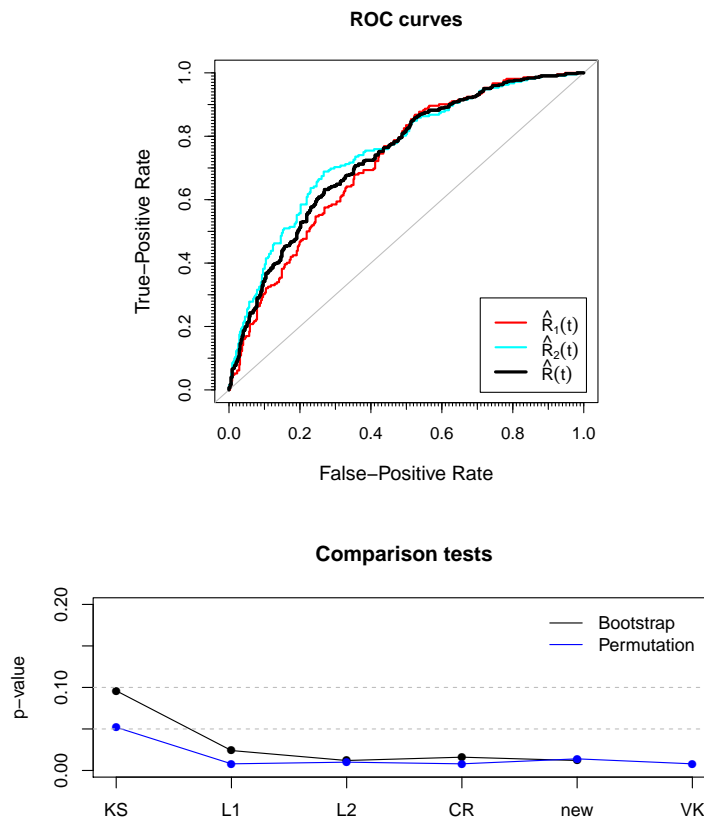 ROC curves
True−Positive Rate
0.0 0.2 0.4 0.6 0.8 1.0
R̂₁(t)
R̂₂(t)
R̂(t)
0.0 0.2 0.4 0.6 0.8 1.0
False−Positive Rate
Comparison tests
p−value
0.00 0.10 0.20
Bootstrap
Permutation
KS L1 L2 CR new VK